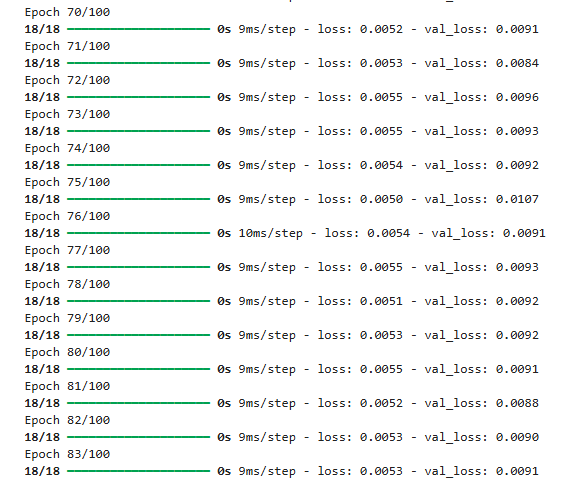 Epoch 70/100
18/18 ━━━━━━━━━━━━━━━━━━━━ 0s 9ms/step - loss: 0.0052 - val_loss: 0.0091
Epoch 71/100
18/18 ━━━━━━━━━━━━━━━━━━━━ 0s 9ms/step - loss: 0.0053 - val_loss: 0.0084
Epoch 72/100
18/18 ━━━━━━━━━━━━━━━━━━━━ 0s 9ms/step - loss: 0.0055 - val_loss: 0.0096
Epoch 73/100
18/18 ━━━━━━━━━━━━━━━━━━━━ 0s 9ms/step - loss: 0.0055 - val_loss: 0.0093
Epoch 74/100
18/18 ━━━━━━━━━━━━━━━━━━━━ 0s 9ms/step - loss: 0.0054 - val_loss: 0.0092
Epoch 75/100
18/18 ━━━━━━━━━━━━━━━━━━━━ 0s 9ms/step - loss: 0.0050 - val_loss: 0.0107
Epoch 76/100
18/18 ━━━━━━━━━━━━━━━━━━━━ 0s 10ms/step - loss: 0.0054 - val_loss: 0.0091
Epoch 77/100
18/18 ━━━━━━━━━━━━━━━━━━━━ 0s 9ms/step - loss: 0.0055 - val_loss: 0.0093
Epoch 78/100
18/18 ━━━━━━━━━━━━━━━━━━━━ 0s 9ms/step - loss: 0.0051 - val_loss: 0.0092
Epoch 79/100
18/18 ━━━━━━━━━━━━━━━━━━━━ 0s 9ms/step - loss: 0.0053 - val_loss: 0.0092
Epoch 80/100
18/18 ━━━━━━━━━━━━━━━━━━━━ 0s 9ms/step - loss: 0.0055 - val_loss: 0.0091
Epoch 81/100
18/18 ━━━━━━━━━━━━━━━━━━━━ 0s 9ms/step - loss: 0.0052 - val_loss: 0.0088
Epoch 82/100
18/18 ━━━━━━━━━━━━━━━━━━━━ 0s 9ms/step - loss: 0.0053 - val_loss: 0.0090
Epoch 83/100
18/18 ━━━━━━━━━━━━━━━━━━━━ 0s 9ms/step - loss: 0.0053 - val_loss: 0.0091